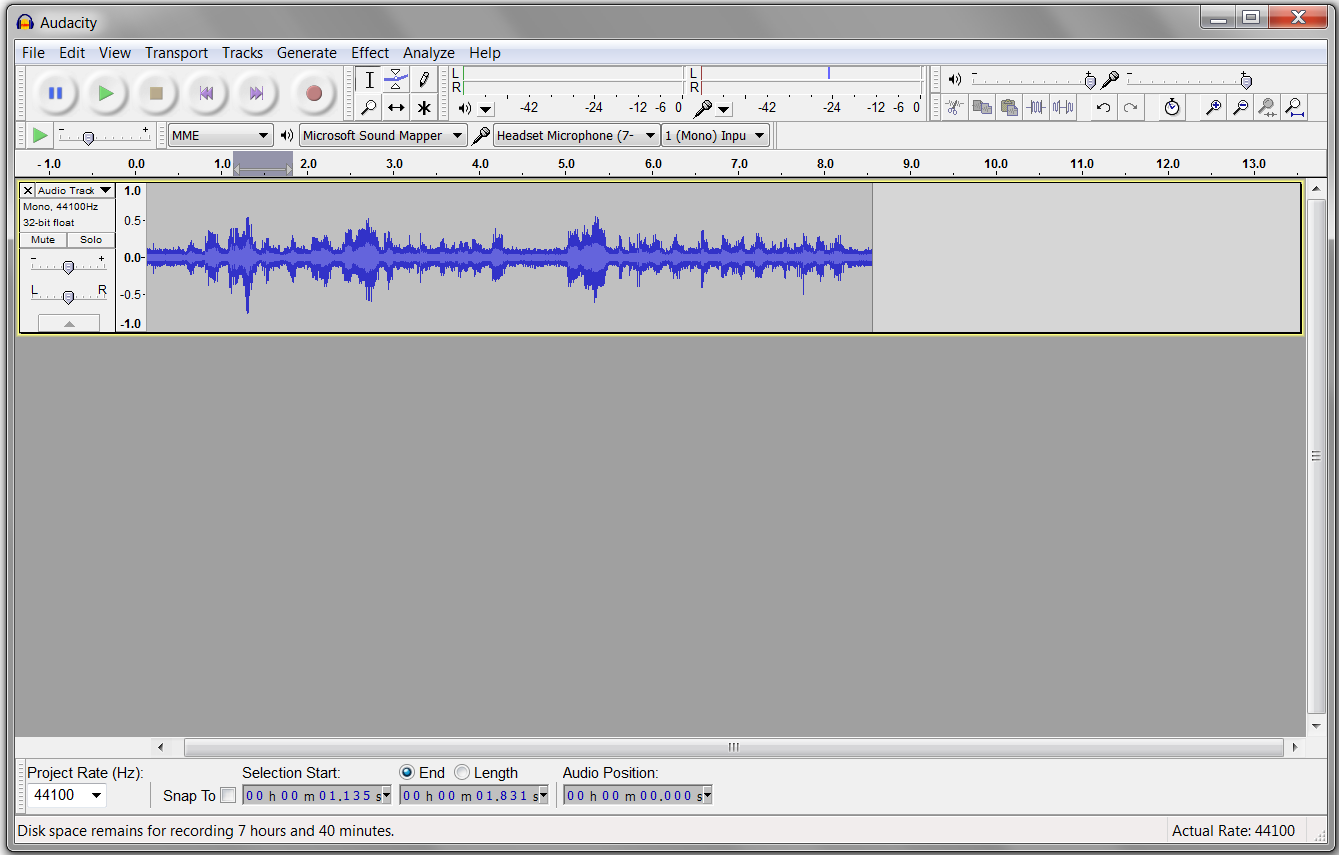 Audacity
File Edit View Transport Tracks Generate Effect Analyze Help
L
R
-42 -24 -12 -6 0
L
R
-42 -24 -12 -6 0
- +
- +
- +
MME
Microsoft Sound Mapper
Headset Microphone (7-
1 (Mono) Inpu
- 1.0 0.0 1.0 2.0 3.0 4.0 5.0 6.0 7.0 8.0 9.0 10.0 11.0 12.0 13.0
X Audio Track
Mono, 44100Hz
32-bit float
Mute Solo
- +
L R
1.0
0.5-
0.0-
-0.5-
-1.0
Project Rate (Hz):
44100
Snap To
Selection Start:
00 h 00 m 01.135 s
End Length
00 h 00 m 01.831 s
Audio Position:
00 h 00 m 00.000 s
Disk space remains for recording 7 hours and 40 minutes.
Actual Rate: 44100